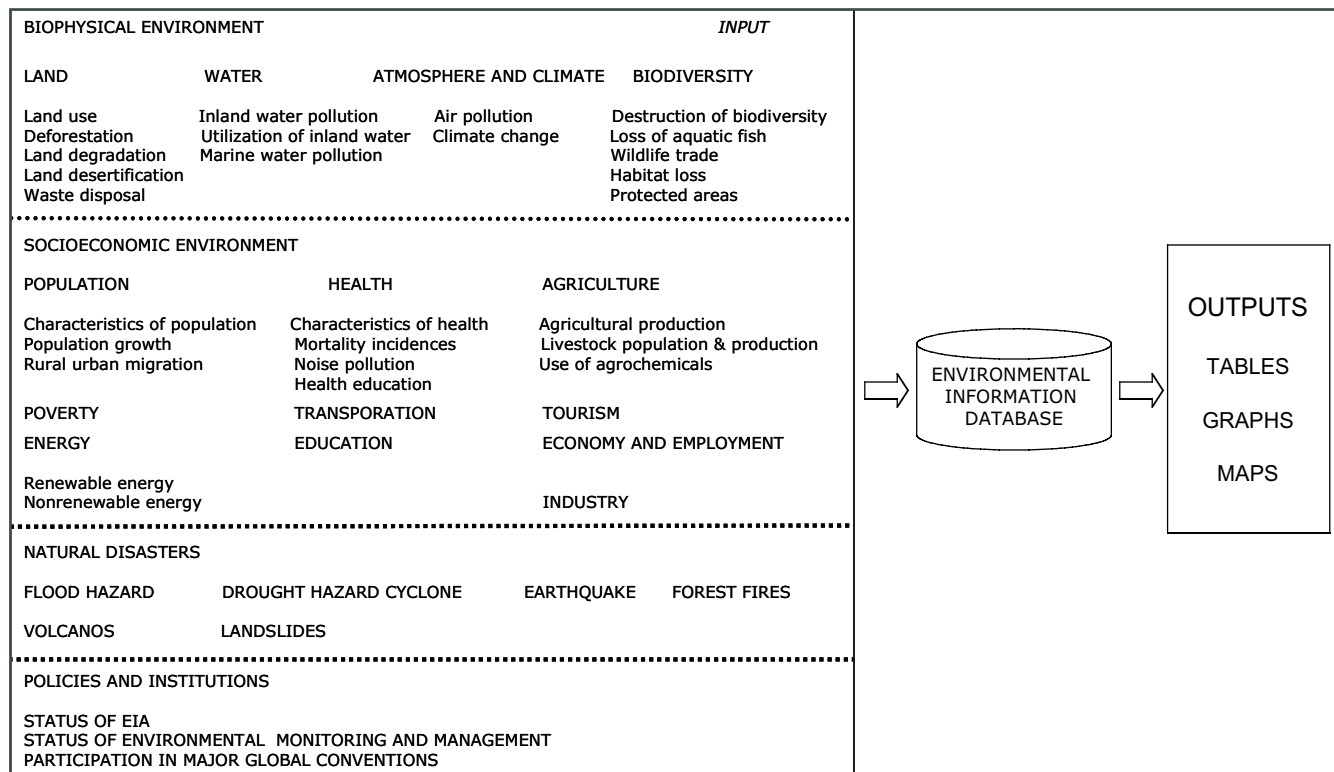 BIOPHYSICAL ENVIRONMENT INPUT
LAND WATER ATMOSPHERE AND CLIMATE BIODIVERSITY
Land use Inland water pollution Air pollution Destruction of biodiversity
Deforestation Utilization of inland water Climate change Loss of aquatic fish
Land degradation Marine water pollution Wildlife trade
Land desertification Habitat loss
Waste disposal Protected areas
SOCIOECONOMIC ENVIRONMENT
POPULATION HEALTH AGRICULTURE
Characteristics of population Characteristics of health Agricultural production
Population growth Mortality incidences Livestock population & production
Rural urban migration Noise pollution Use of agrochemicals
Health education
POVERTY TRANSPORATION TOURISM
ENERGY EDUCATION ECONOMY AND EMPLOYMENT
Renewable energy
Nonrenewable energy INDUSTRY
NATURAL DISASTERS
FLOOD HAZARD DROUGHT HAZARD CYCLONE EARTHQUAKE FOREST FIRES
VOLCANOS LANDSLIDES
POLICIES AND INSTITUTIONS
STATUS OF EIA
STATUS OF ENVIRONMENTAL MONITORING AND MANAGEMENT
PARTICIPATION IN MAJOR GLOBAL CONVENTIONS
ENVIRONMENTAL
INFORMATION
DATABASE
OUTPUTS
TABLES
GRAPHS
MAPS